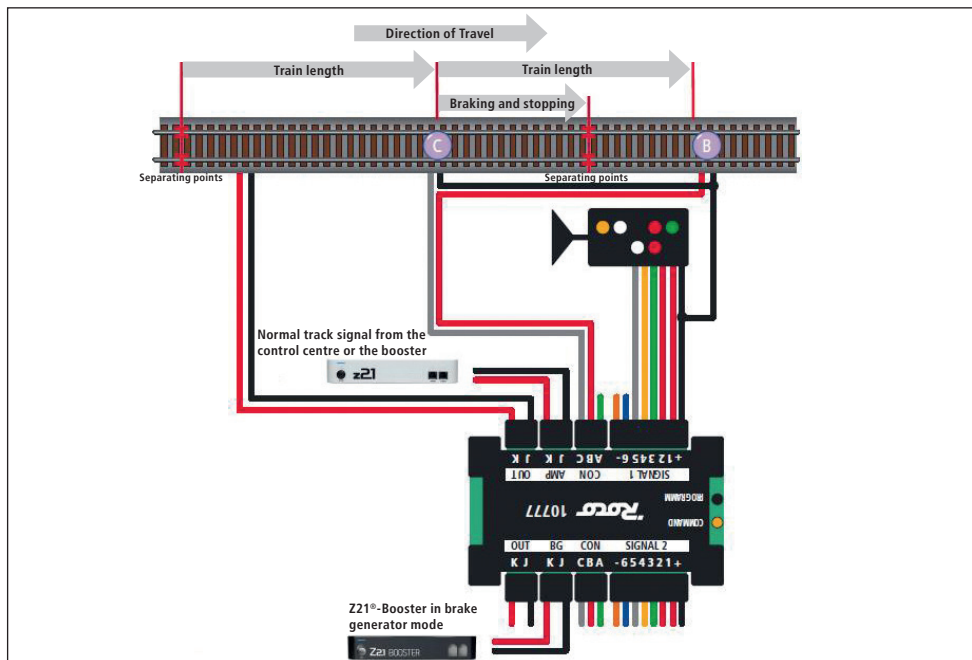 Direction of Travel
Train length
Train length
Braking and stopping
C
B
Separating points
Separating points
Normal track signal from the
control centre or the booster
z21
K J
K J
A B C
+ 1 2 3 4 5 6 -
OUT
AMP
CON
SIGNAL 1
PROGRAMM
Roco 10777
COMMAND
OUT
BG
CON
SIGNAL 2
K J
K J
C B A
- 6 5 4 3 2 1 +
Z21®-Booster in brake
generator mode
Z21 BOOSTER